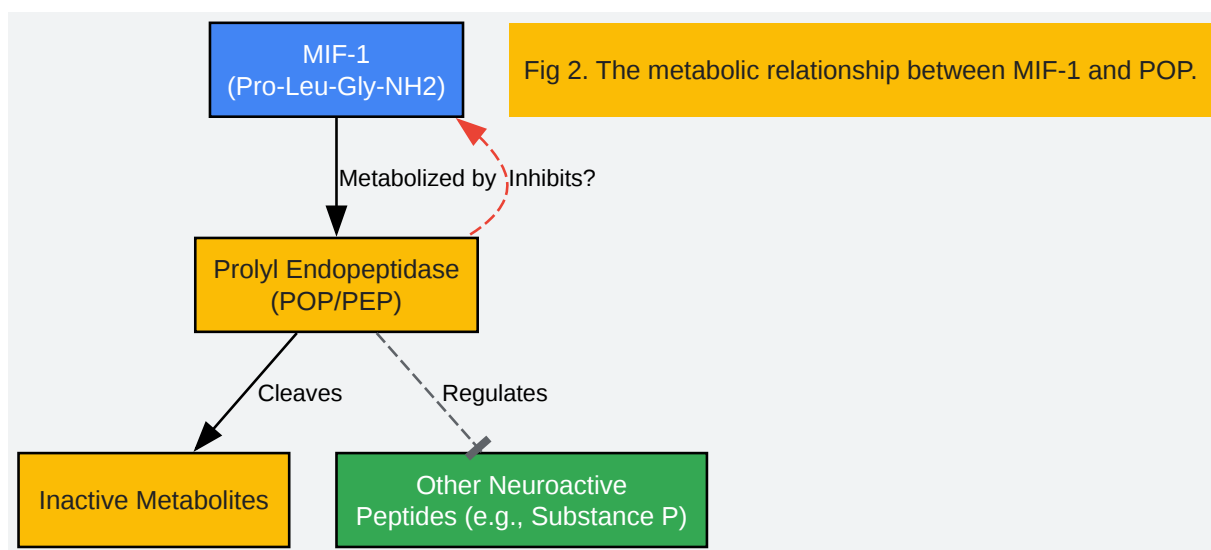 MIF-1
(Pro-Leu-Gly-NH2)
Fig 2. The metabolic relationship between MIF-1 and POP.
Metabolized by
Inhibits?
Prolyl Endopeptidase
(POP/PEP)
Cleaves
Regulates
Inactive Metabolites
Other Neuroactive
Peptides (e.g., Substance P)